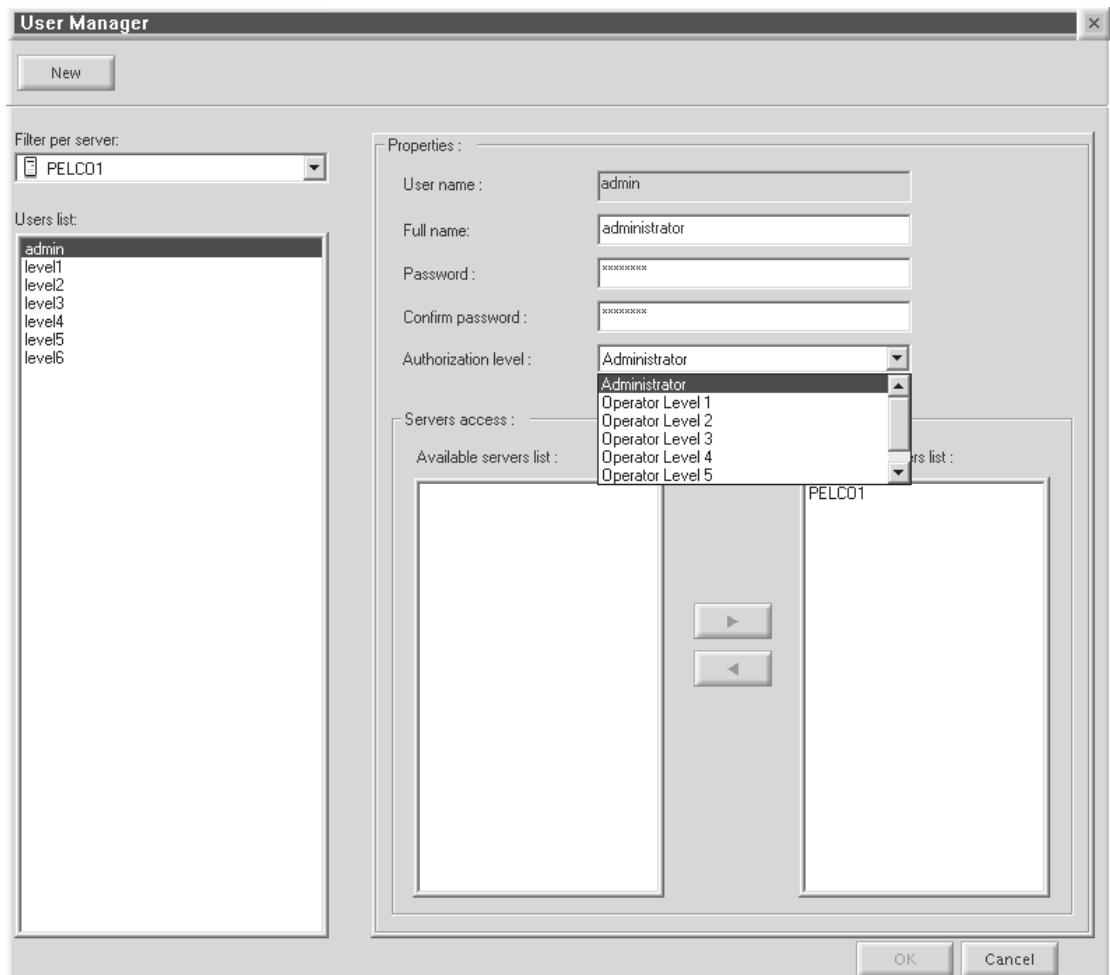 User Manager
New
Filter per server:
PELCO1
Users list:
admin
level1
level2
level3
level4
level5
level6
Properties :
User name :
admin
Full name:
administrator
Password :
********
Confirm password :
********
Authorization level :
Administrator
Administrator
Operator Level 1
Operator Level 2
Operator Level 3
Operator Level 4
Operator Level 5
Servers access :
Available servers list :
list :
PELCO1
OK
Cancel